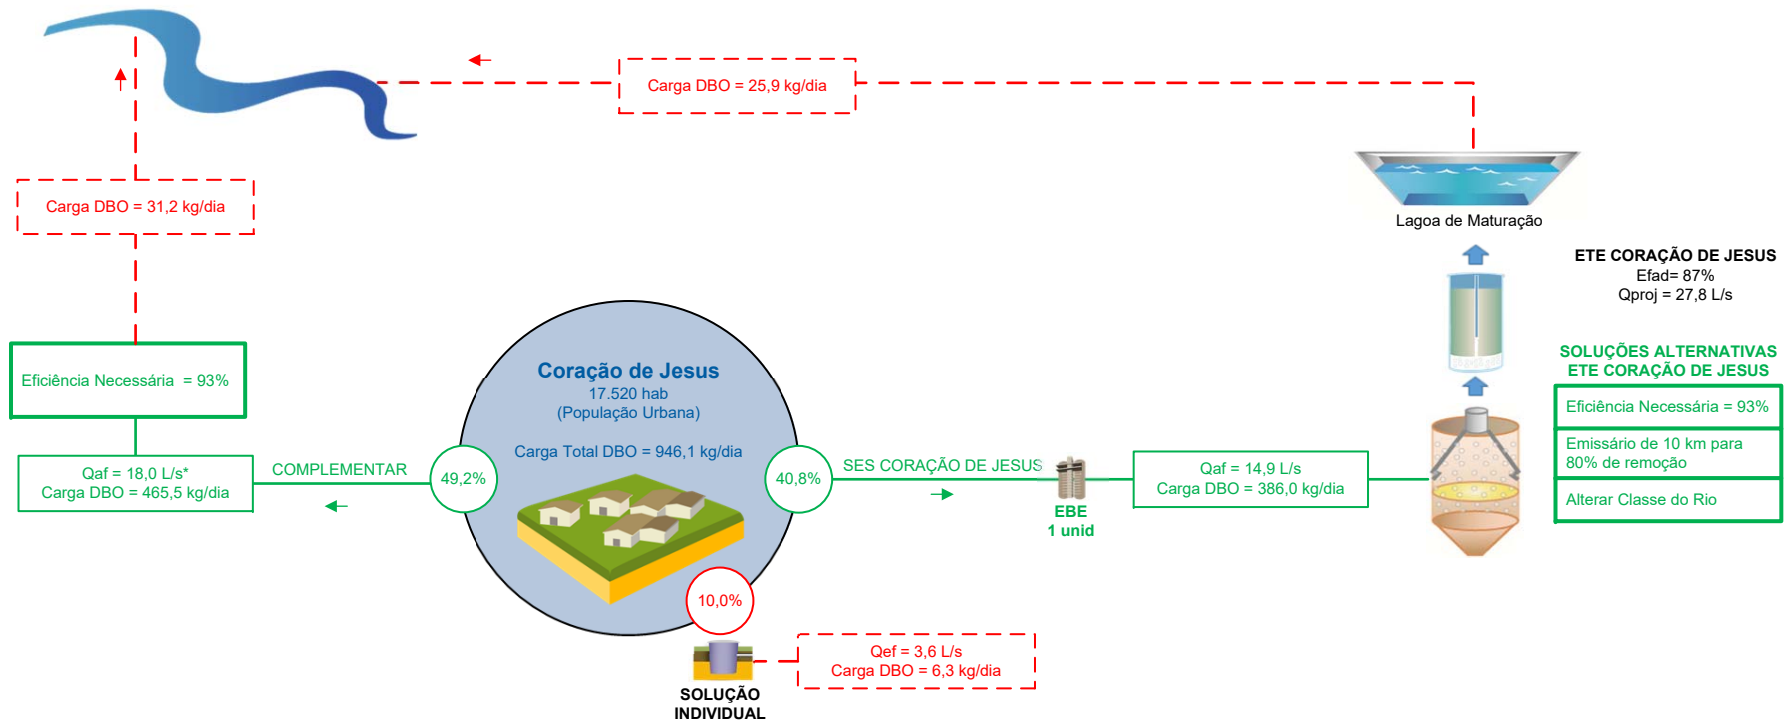 Carga DBO = 25,9 kg/dia
Carga DBO = 31,2 kg/dia
Lagoa de Maturação
ETE CORAÇÃO DE JESUS
Efad= 87%
Qproj = 27,8 L/s
Eficiência Necessária = 93%
Coração de Jesus
17.520 hab
(População Urbana)
Carga Total DBO = 946,1 kg/dia
SOLUÇÕES ALTERNATIVAS
ETE CORAÇÃO DE JESUS
Eficiência Necessária = 93%
Emissário de 10 km para
80% de remoção
Alterar Classe do Rio
Qaf = 18,0 L/s*
Carga DBO = 465,5 kg/dia
COMPLEMENTAR
49,2%
40,8%
SES CORAÇÃO DE JESUS
EBE
1 unid
Qaf = 14,9 L/s
Carga DBO = 386,0 kg/dia
10,0%
Qef = 3,6 L/s
Carga DBO = 6,3 kg/dia
SOLUÇÃO
INDIVIDUAL